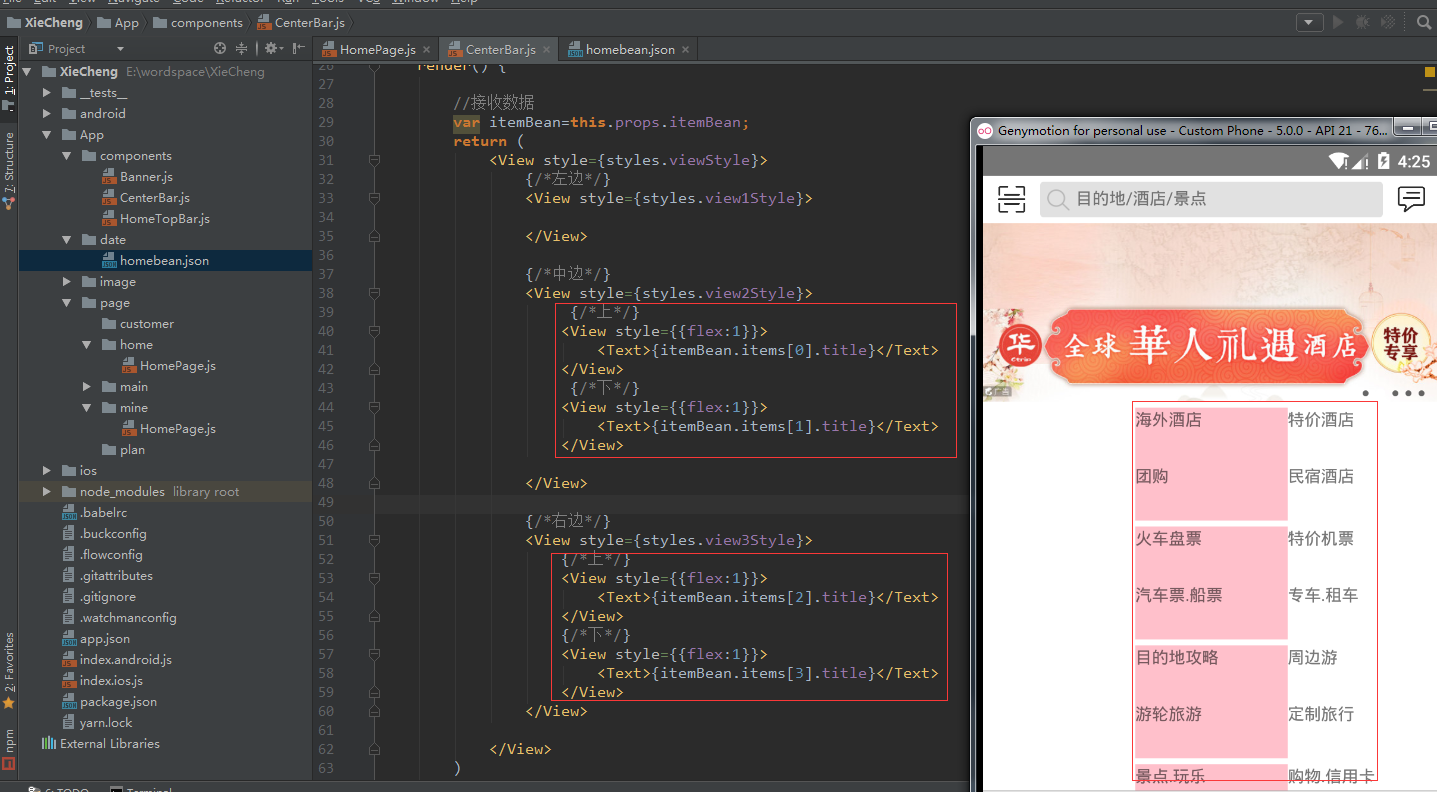 XieCheng
App
components
CenterBar.js
Project
HomePage.js
CenterBar.js
homebean.json
1: Project
7: Structure
2: Favorites
npm
XieCheng E:\wordspace\XieCheng
__tests__
android
App
components
Banner.js
CenterBar.js
HomeTopBar.js
date
homebean.json
image
page
customer
home
HomePage.js
main
mine
HomePage.js
plan
ios
node_modules library root
.babelrc
.buckconfig
.flowconfig
.gitattributes
.gitignore
.watchmanconfig
app.json
index.android.js
index.ios.js
package.json
yarn.lock
External Libraries
26 render() {
27
28 //接收数据
29 var itemBean=this.props.itemBean;
30 return (
31 <View style={styles.viewStyle}>
32 {/*左边*/}
33 <View style={styles.view1Style}>
34
35 </View>
36
37 {/*中边*/}
38 <View style={styles.view2Style}>
39 {/*上*/}
40 <View style={{flex:1}}>
41 <Text>{itemBean.items[0].title}</Text>
42 </View>
43 {/*下*/}
44 <View style={{flex:1}}>
45 <Text>{itemBean.items[1].title}</Text>
46 </View>
47
48 </View>
49
50 {/*右边*/}
51 <View style={styles.view3Style}>
52 {/*上*/}
53 <View style={{flex:1}}>
54 <Text>{itemBean.items[2].title}</Text>
55 </View>
56 {/*下*/}
57 <View style={{flex:1}}>
58 <Text>{itemBean.items[3].title}</Text>
59 </View>
60 </View>
61
62 </View>
63 )
6: TODO
Terminal
Genymotion for personal use - Custom Phone - 5.0.0 - API 21 - 76...
4:25
目的地/酒店/景点
华
全球華人礼遇酒店
特价
专享
广告
海外酒店 特价酒店
团购 民宿酒店
火车盘票 特价机票
汽车票.船票 专车.租车
目的地攻略 周边游
游轮旅游 定制旅行
景点.玩乐 购物.信用卡